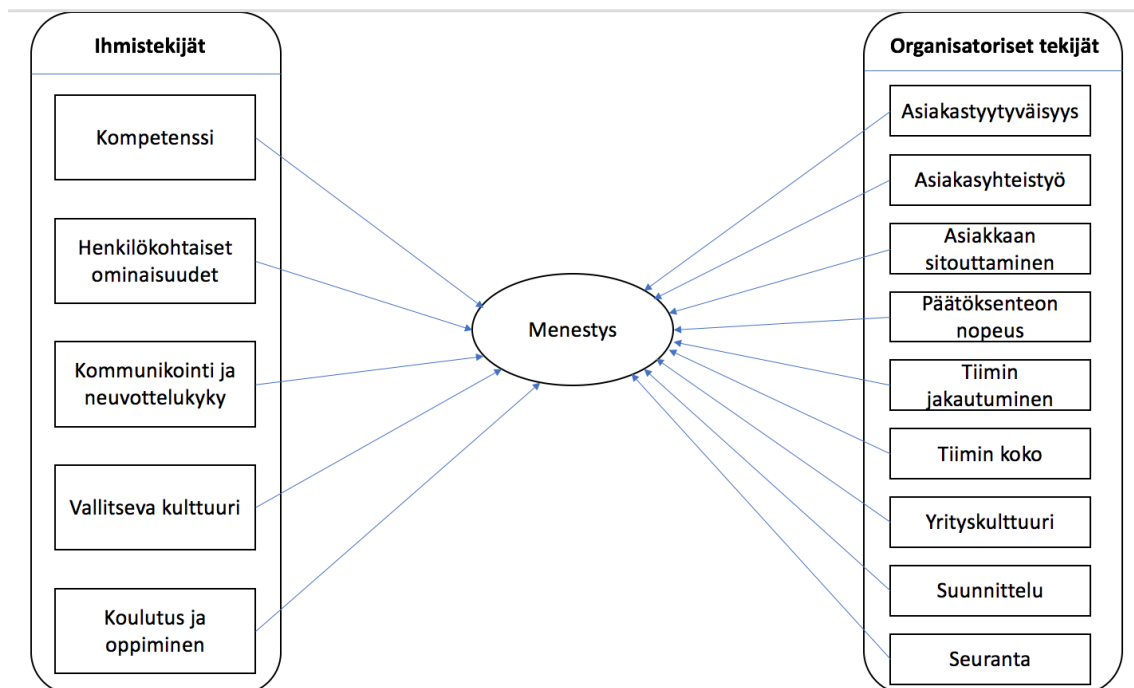 Ihmistekijät
Kompetenssi
Henkilökohtaiset
ominaisuudet
Kommunikointi ja
neuvottelukyky
Vallitseva kulttuuri
Koulutus ja
oppiminen
Menestys
Organisatoriset tekijät
Asiakastyytyväisyys
Asiakasyhteistyö
Asiakkaan
sitouttaminen
Päätöksenteon
nopeus
Tiimin
jakautuminen
Tiimin koko
Yrityskulttuuri
Suunnittelu
Seuranta